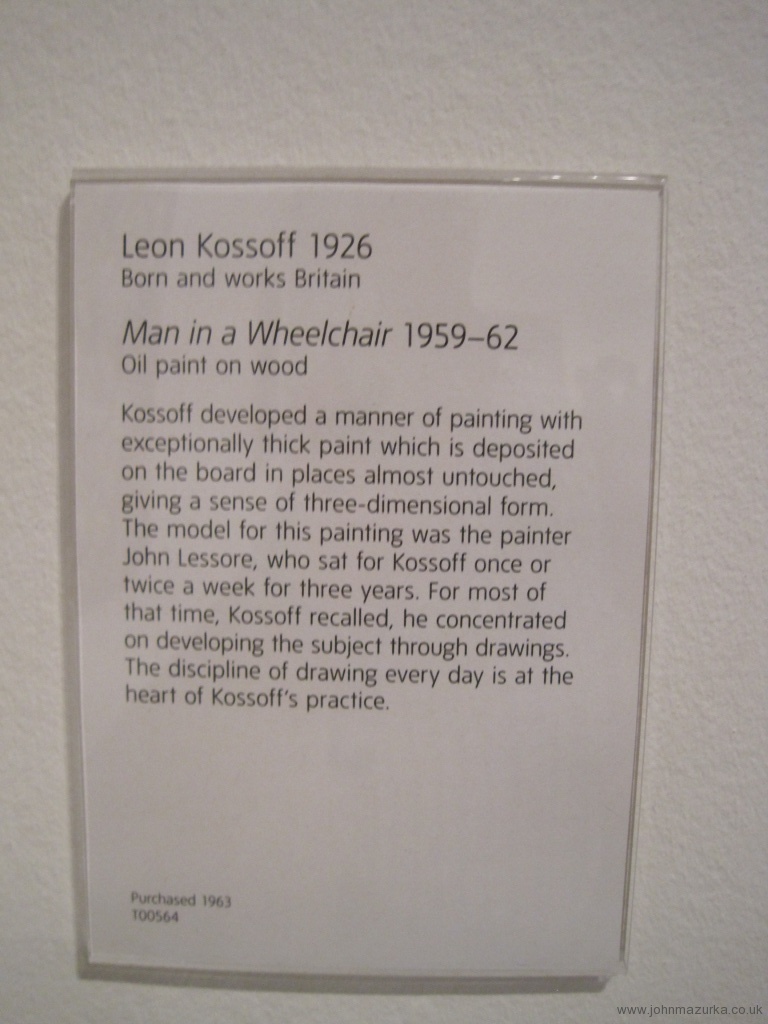 Leon Kossoff 1926
Born and works Britain
Man in a Wheelchair 1959–62
Oil paint on wood
Kossoff developed a manner of painting with
exceptionally thick paint which is deposited
on the board in places almost untouched,
giving a sense of three-dimensional form.
The model for this painting was the painter
John Lessore, who sat for Kossoff once or
twice a week for three years. For most of
that time, Kossoff recalled, he concentrated
on developing the subject through drawings.
The discipline of drawing every day is at the
heart of Kossoff's practice.
Purchased 1963
T00564
www.johnmazurka.co.uk